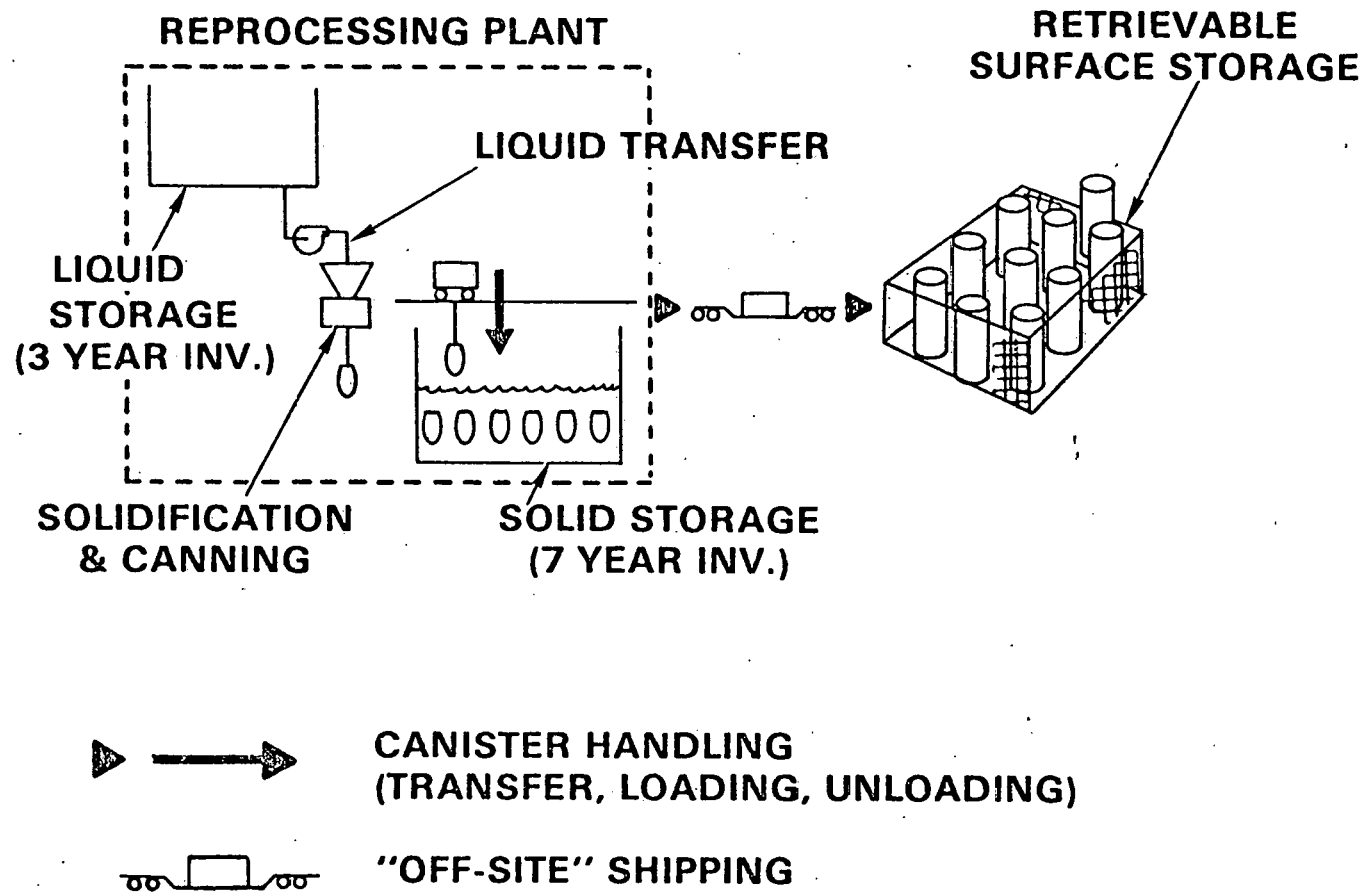 REPROCESSING PLANT
RETRIEVABLE
SURFACE STORAGE
LIQUID TRANSFER
LIQUID
STORAGE
(3 YEAR INV.)
SOLIDIFICATION
& CANNING
SOLID STORAGE
(7 YEAR INV.)
CANISTER HANDLING
(TRANSFER, LOADING, UNLOADING)
"OFF-SITE" SHIPPING